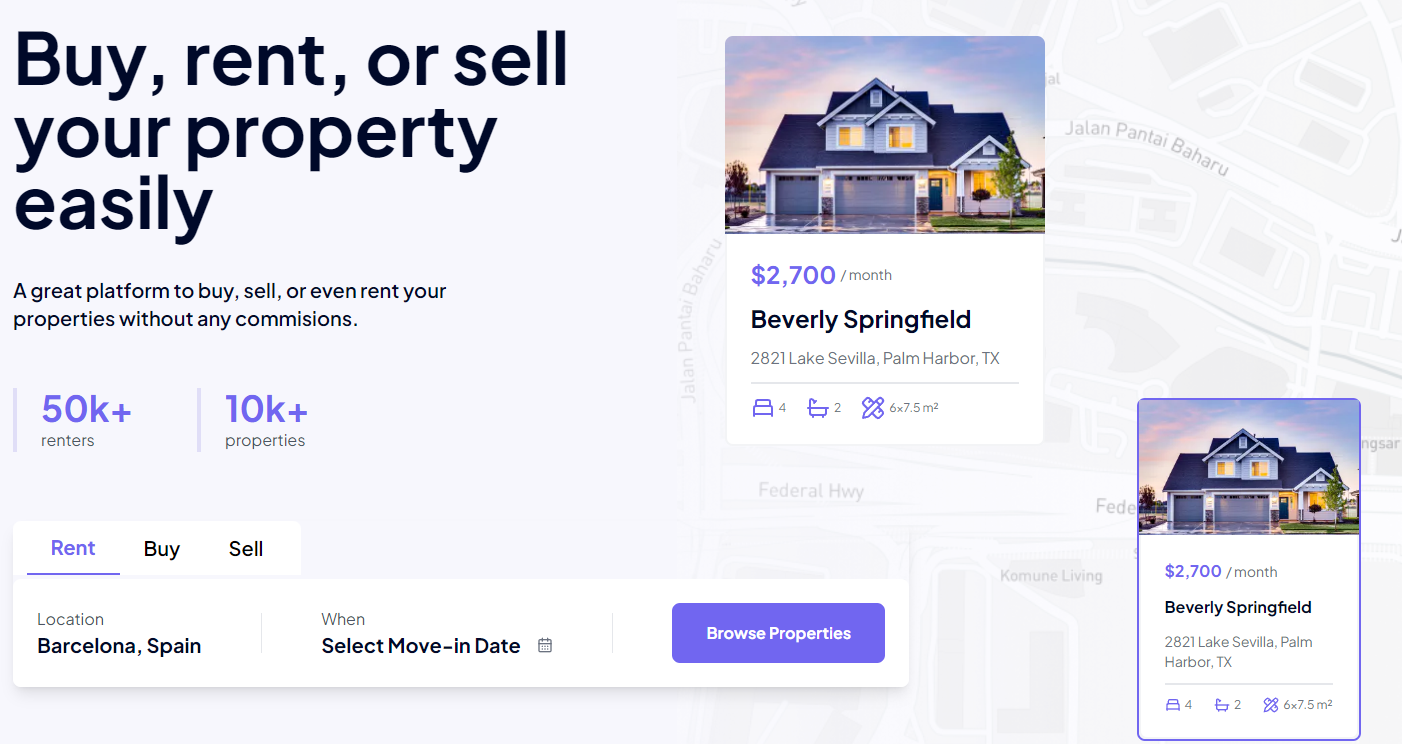 Buy, rent, or sell
your property
easily
A great platform to buy, sell, or even rent your
properties without any commisions.
50k+
renters
10k+
properties
Rent
Buy
Sell
Location
Barcelona, Spain
When
Select Move-in Date
Browse Properties
$2,700 / month
Beverly Springfield
2821 Lake Sevilla, Palm Harbor, TX
4
2
6x7.5 m²
$2,700 / month
Beverly Springfield
2821 Lake Sevilla, Palm
Harbor, TX
4
2
6x7.5 m²
Jalan Pantai Baharu
Jalan Pantai Baharu
Federal Hwy
Komune Living